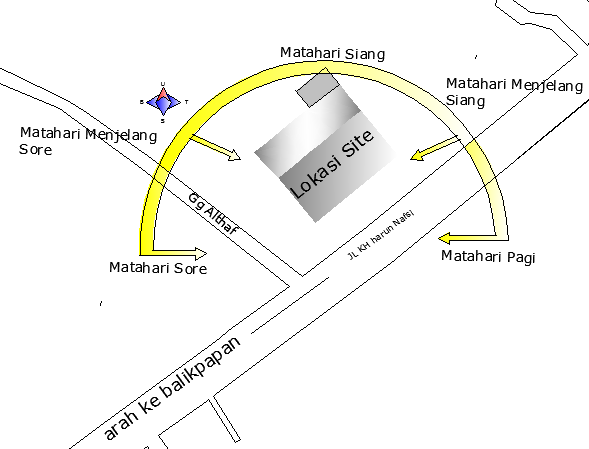 Matahari Siang
Matahari Menjelang
Siang
U
B T
S
Matahari Menjelang
Sore
Lokasi Site
Gg Althaf
JL KH harun Nafsi
Matahari Sore
Matahari Pagi
arah ke balikpapan